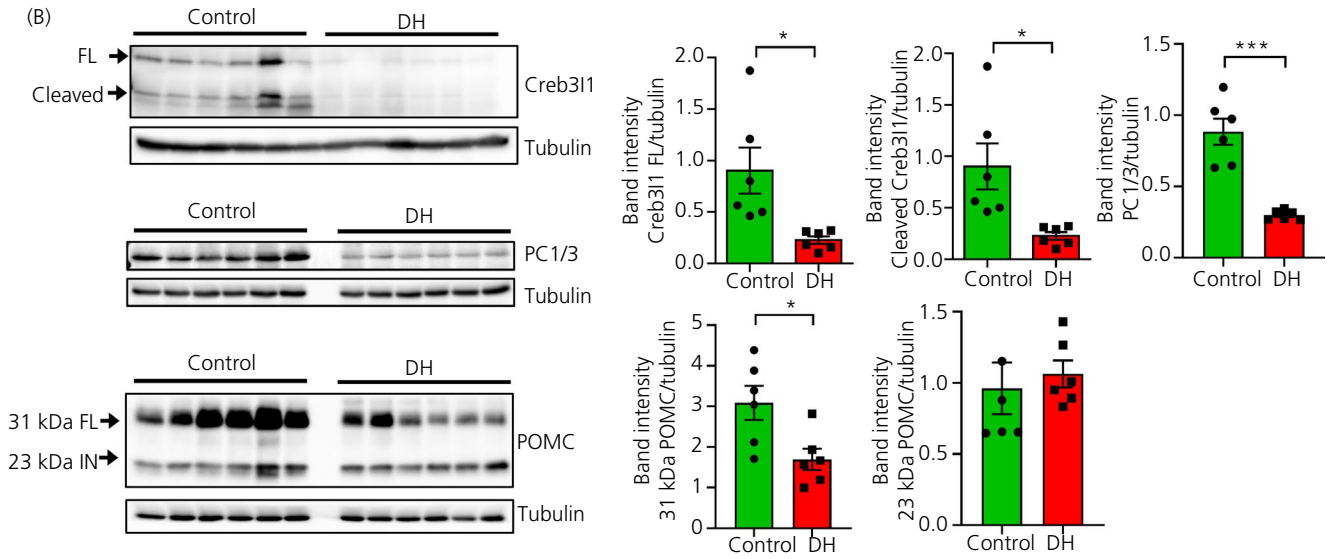 (B)
Control DH
FL
Cleaved
Creb3l1
Tubulin
Control DH
PC1/3
Tubulin
Control DH
31 kDa FL
23 kDa IN
POMC
Tubulin
Band intensity
Creb3l1 FL/tubulin
2.0
1.5
1.0
0.5
0.0
*
Control DH
Band intensity
Cleaved Creb3l1/tubulin
2.0
1.5
1.0
0.5
0.0
*
Control DH
Band intensity
PC1/3/tubulin
1.5
1.0
0.5
0.0
***
Control DH
Band intensity
31 kDa POMC/tubulin
5
4
3
2
1
0
*
Control DH
Band intensity
23 kDa POMC/tubulin
1.5
1.0
0.5
0.0
Control DH